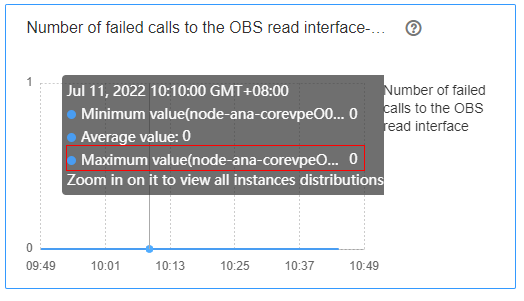 Number of failed calls to the OBS read interface-...
1
Jul 11, 2022 10:10:00 GMT+08:00
Minimum value(node-ana-corevpeO0... 0
Average value: 0
Maximum value(node-ana-corevpeO... 0
Zoom in on it to view all instances distributions
Number of failed
calls to the OBS
read interface
0
09:49 10:01 10:13 10:25 10:37 10:49